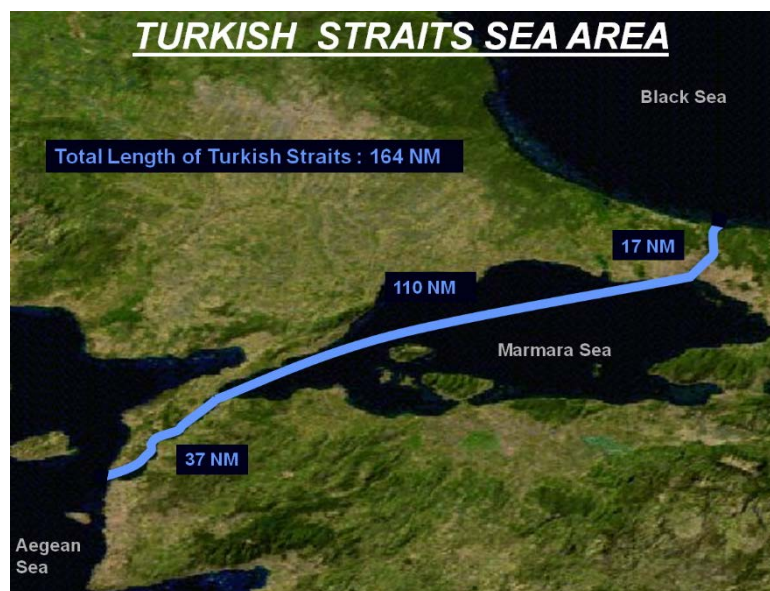 TURKISH STRAITS SEA AREA
Black Sea
Total Length of Turkish Straits : 164 NM
17 NM
110 NM
Marmara Sea
37 NM
Aegean
Sea